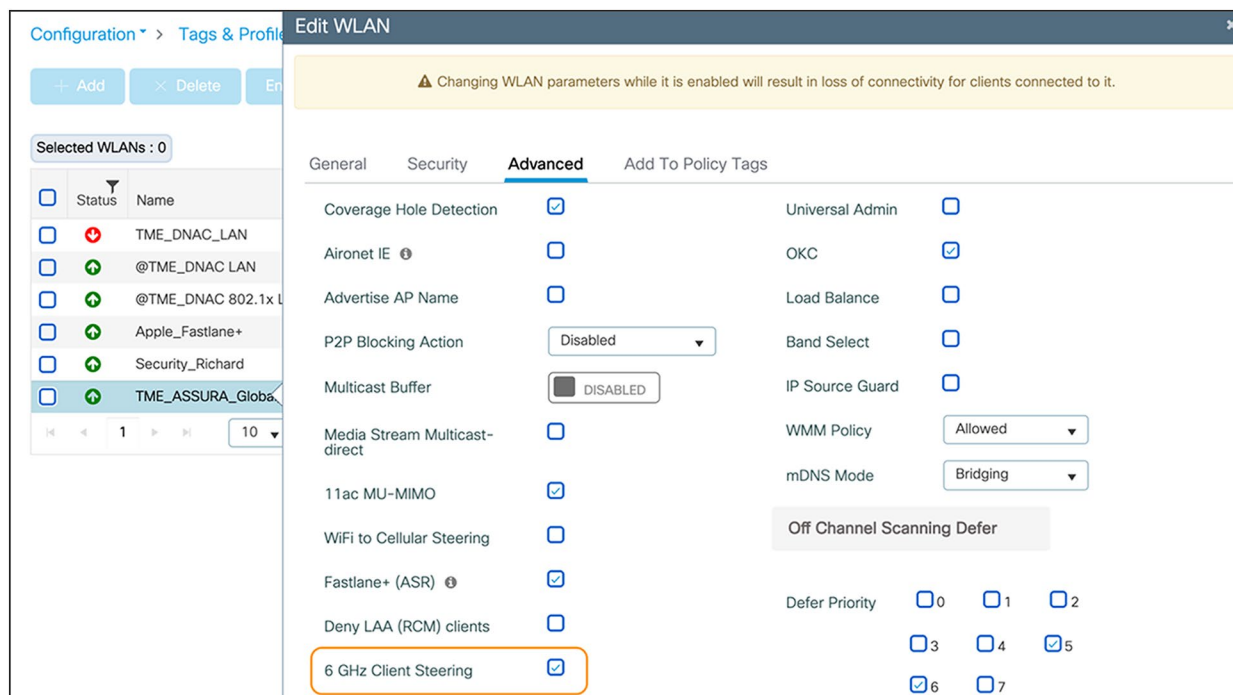 Configuration > Tags & Profile
Edit WLAN
+ Add
× Delete
En
Changing WLAN parameters while it is enabled will result in loss of connectivity for clients connected to it.
Selected WLANs : 0
Status Name
TME_DNAC_LAN
@TME_DNAC LAN
@TME_DNAC 802.1x L
Apple_Fastlane+
Security_Richard
TME_ASSURA_Globa
1
10
General
Security
Advanced
Add To Policy Tags
Coverage Hole Detection
Aironet IE
Advertise AP Name
P2P Blocking Action
Disabled
Multicast Buffer
DISABLED
Media Stream Multicast-
direct
11ac MU-MIMO
WiFi to Cellular Steering
Fastlane+ (ASR)
Deny LAA (RCM) clients
6 GHz Client Steering
Universal Admin
OKC
Load Balance
Band Select
IP Source Guard
WMM Policy
Allowed
mDNS Mode
Bridging
Off Channel Scanning Defer
Defer Priority
0 1 2
3 4 5
6 7